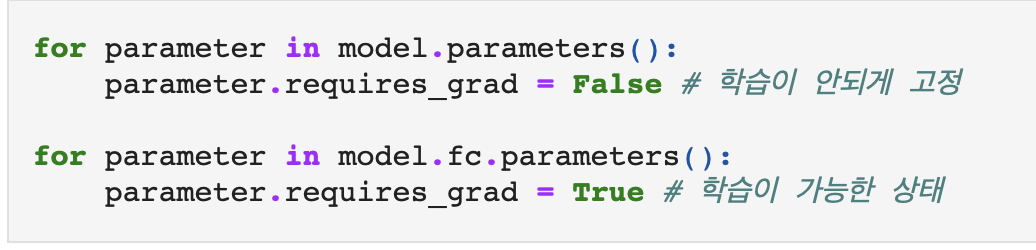 for parameter in model.parameters():
    parameter.requires_grad = False # 학습이 안되게 고정
for parameter in model.fc.parameters():
    parameter.requires_grad = True # 학습이 가능한 상태